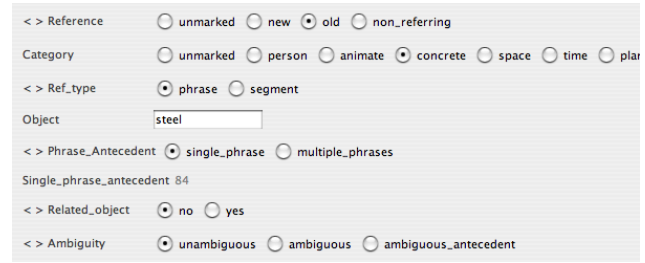 < > Reference unmarked new old non_referring
Category unmarked person animate concrete space time plan
< > Ref_type phrase segment
Object steel
< > Phrase_Antecedent single_phrase multiple_phrases
Single_phrase_antecedent 84
< > Related_object no yes
< > Ambiguity unambiguous ambiguous ambiguous_antecedent